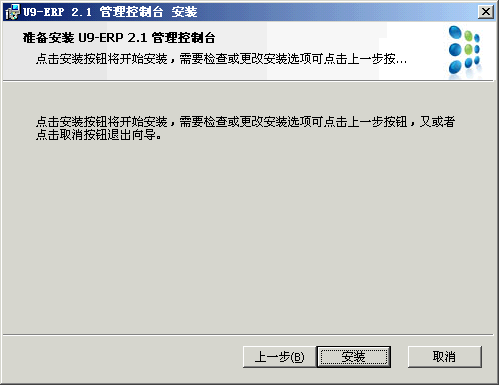 U9-ERP 2.1 管理控制台 安装
准备安装 U9-ERP 2.1 管理控制台
点击安装按钮将开始安装，需要检查或更改安装选项可点击上一步按...
点击安装按钮将开始安装，需要检查或更改安装选项可点击上一步按钮，又或者
点击取消按钮退出向导。
上一步(B) 安装 取消